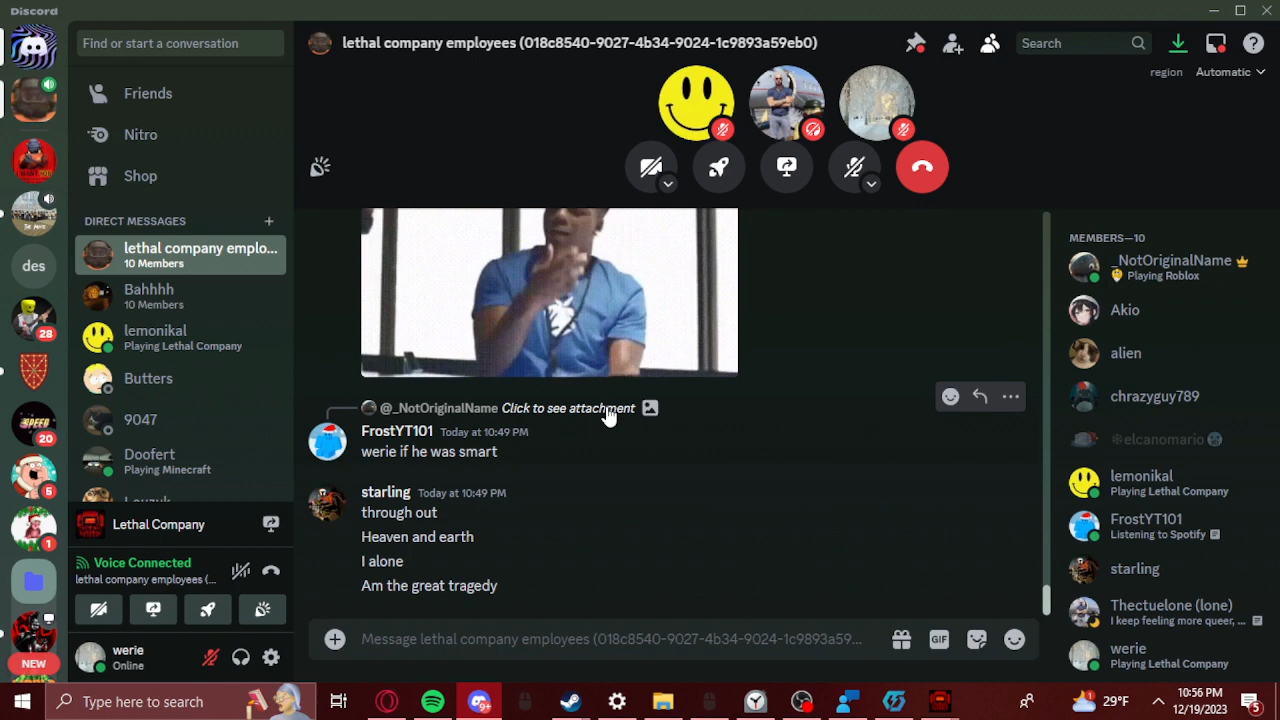 Discord
Find or start a conversation
lethal company employees (018c8540-9027-4b34-9024-1c9893a59eb0)
Search
region Automatic
Friends
Nitro
Shop
DIRECT MESSAGES
lethal company emplo...
10 Members
Bahhhh
10 Members
lemonikal
Playing Lethal Company
Butters
9047
Doofert
Playing Minecraft
des
28
20
5
1
NEW
SPEED
Lethal Company
Voice Connected
lethal company employees (...
werie
Online
@_NotOriginalName Click to see attachment
FrostYT101 Today at 10:49 PM
werie if he was smart
starling Today at 10:49 PM
through out
Heaven and earth
I alone
Am the great tragedy
Message lethal company employees (018c8540-9027-4b34-9024-1c9893a59...
GIF
MEMBERS—10
_NotOriginalName
Playing Roblox
Akio
alien
chrazyguy789
❄elcanomario
lemonikal
Playing Lethal Company
FrostYT101
Listening to Spotify
starling
Thectuelone (lone)
I keep feeling more queer, ...
werie
Playing Lethal Company
Type here to search
9+
1
29°F
10:56 PM
12/19/2023
5